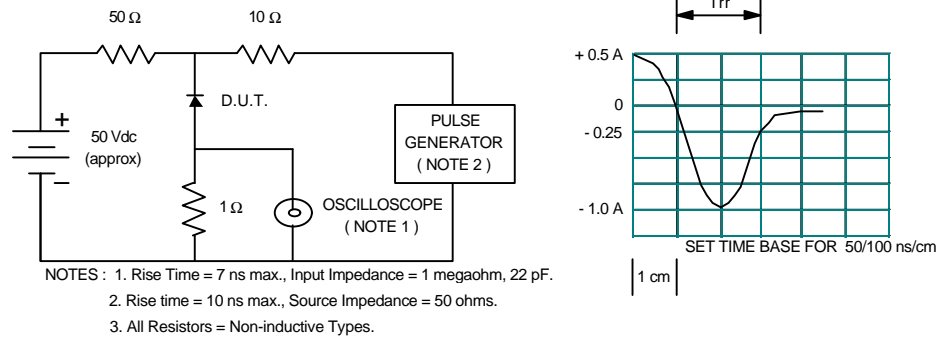 50 Ω
10 Ω
Trr
+ 0.5 A
D.U.T.
+
50 Vdc
(approx)
−
PULSE
GENERATOR
( NOTE 2 )
0
- 0.25
1 Ω
OSCILLOSCOPE
( NOTE 1 )
- 1.0 A
SET TIME BASE FOR 50/100 ns/cm
1 cm
NOTES : 1. Rise Time = 7 ns max., Input Impedance = 1 megaohm, 22 pF.
2. Rise time = 10 ns max., Source Impedance = 50 ohms.
3. All Resistors = Non-inductive Types.